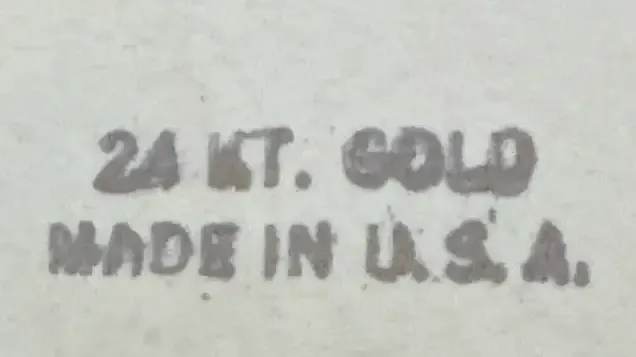 24 KT. GOLD
MADE IN U.S.A.